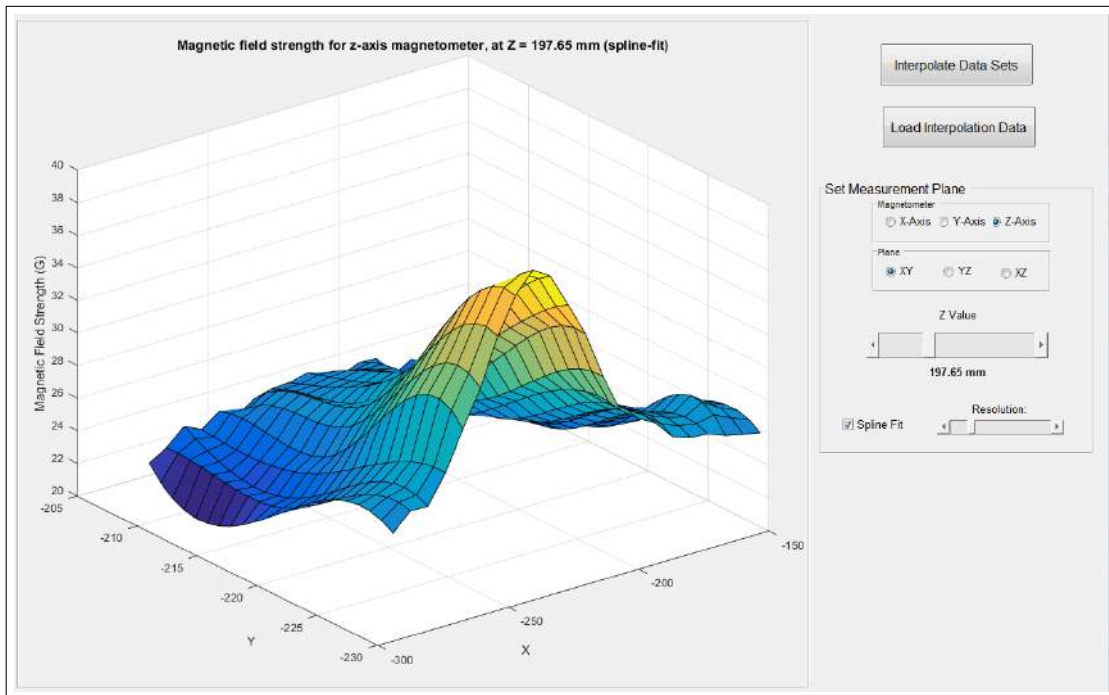 Magnetic field strength for z-axis magnetometer, at Z = 197.65 mm (spline-fit)
40
38
36
34
32
30
28
26
24
22
20
Magnetic Field Strength (G)
-205
-210
-215
-220
-225
-230
Y
-300
-250
-200
-150
X
Interpolate Data Sets
Load Interpolation Data
Set Measurement Plane
Magnetometer
X-Axis Y-Axis Z-Axis
Plane
XY YZ XZ
Z Value
197.65 mm
Spline Fit
Resolution: